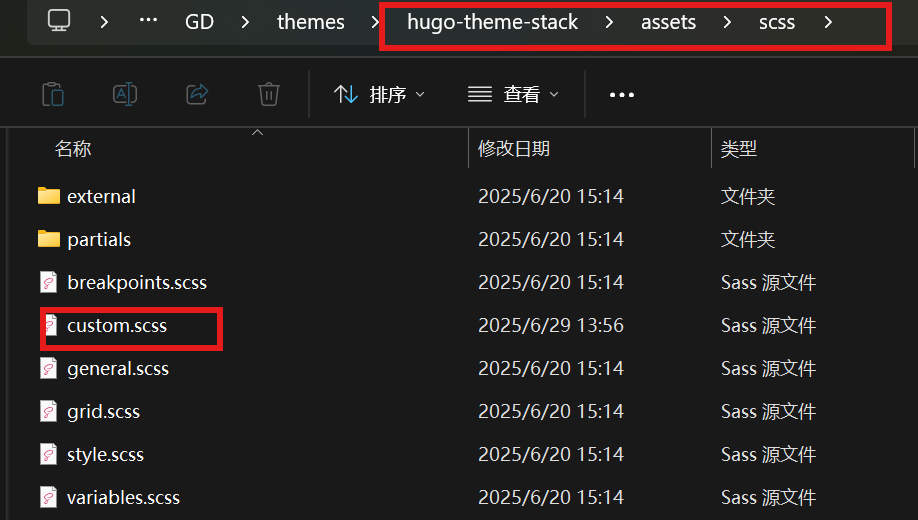 GD themes hugo-theme-stack assets scss
排序 查看
名称 修改日期 类型
external 2025/6/20 15:14 文件夹
partials 2025/6/20 15:14 文件夹
breakpoints.scss 2025/6/20 15:14 Sass 源文件
custom.scss 2025/6/29 13:56 Sass 源文件
general.scss 2025/6/20 15:14 Sass 源文件
grid.scss 2025/6/20 15:14 Sass 源文件
style.scss 2025/6/20 15:14 Sass 源文件
variables.scss 2025/6/20 15:14 Sass 源文件